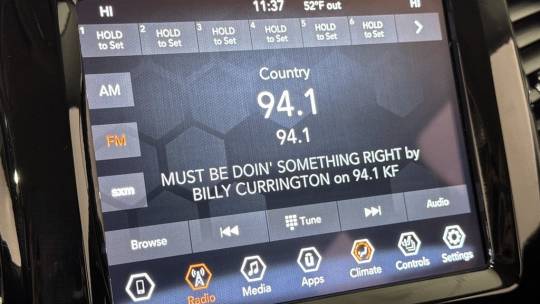 HI 11:37 52°F out HI
1 HOLD to Set 2 HOLD to Set 3 HOLD to Set 4 HOLD to Set 5 HOLD to Set 6 HOLD to Set
Country
AM
94.1
FM
94.1
MUST BE DOIN' SOMETHING RIGHT by
BILLY CURRINGTON on 94.1 KF
sxm
Browse Tune Audio
Radio Media Apps Climate Controls Settings